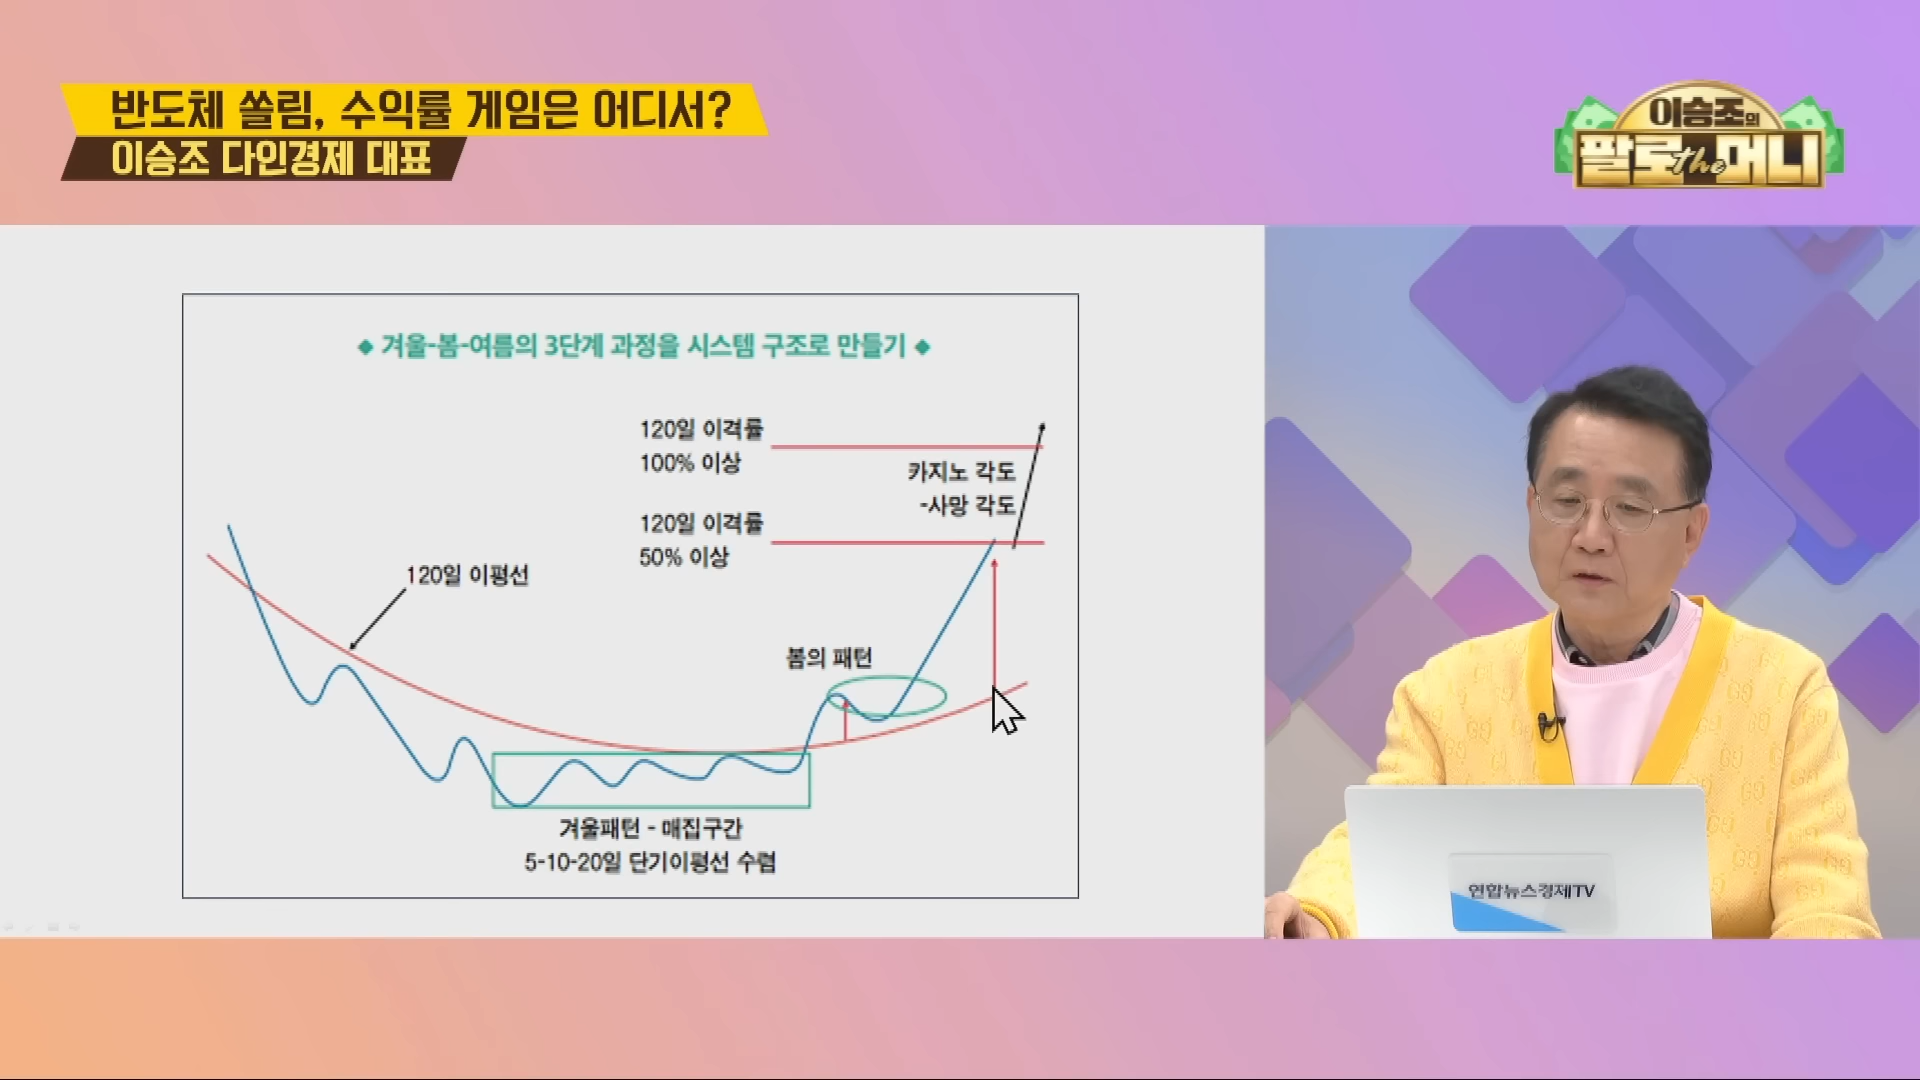 반도체 쏠림, 수익률 게임은 어디서?
이승조 다인경제 대표
이승조의
팔로the머니
◆ 겨울-봄-여름의 3단계 과정을 시스템 구조로 만들기 ◆
120일 이격률
100% 이상
카지노 각도
-사망 각도
120일 이격률
50% 이상
120일 이평선
봄의 패턴
겨울패턴 - 매집구간
5-10-20일 단기이평선 수렴
연합뉴스경제TV